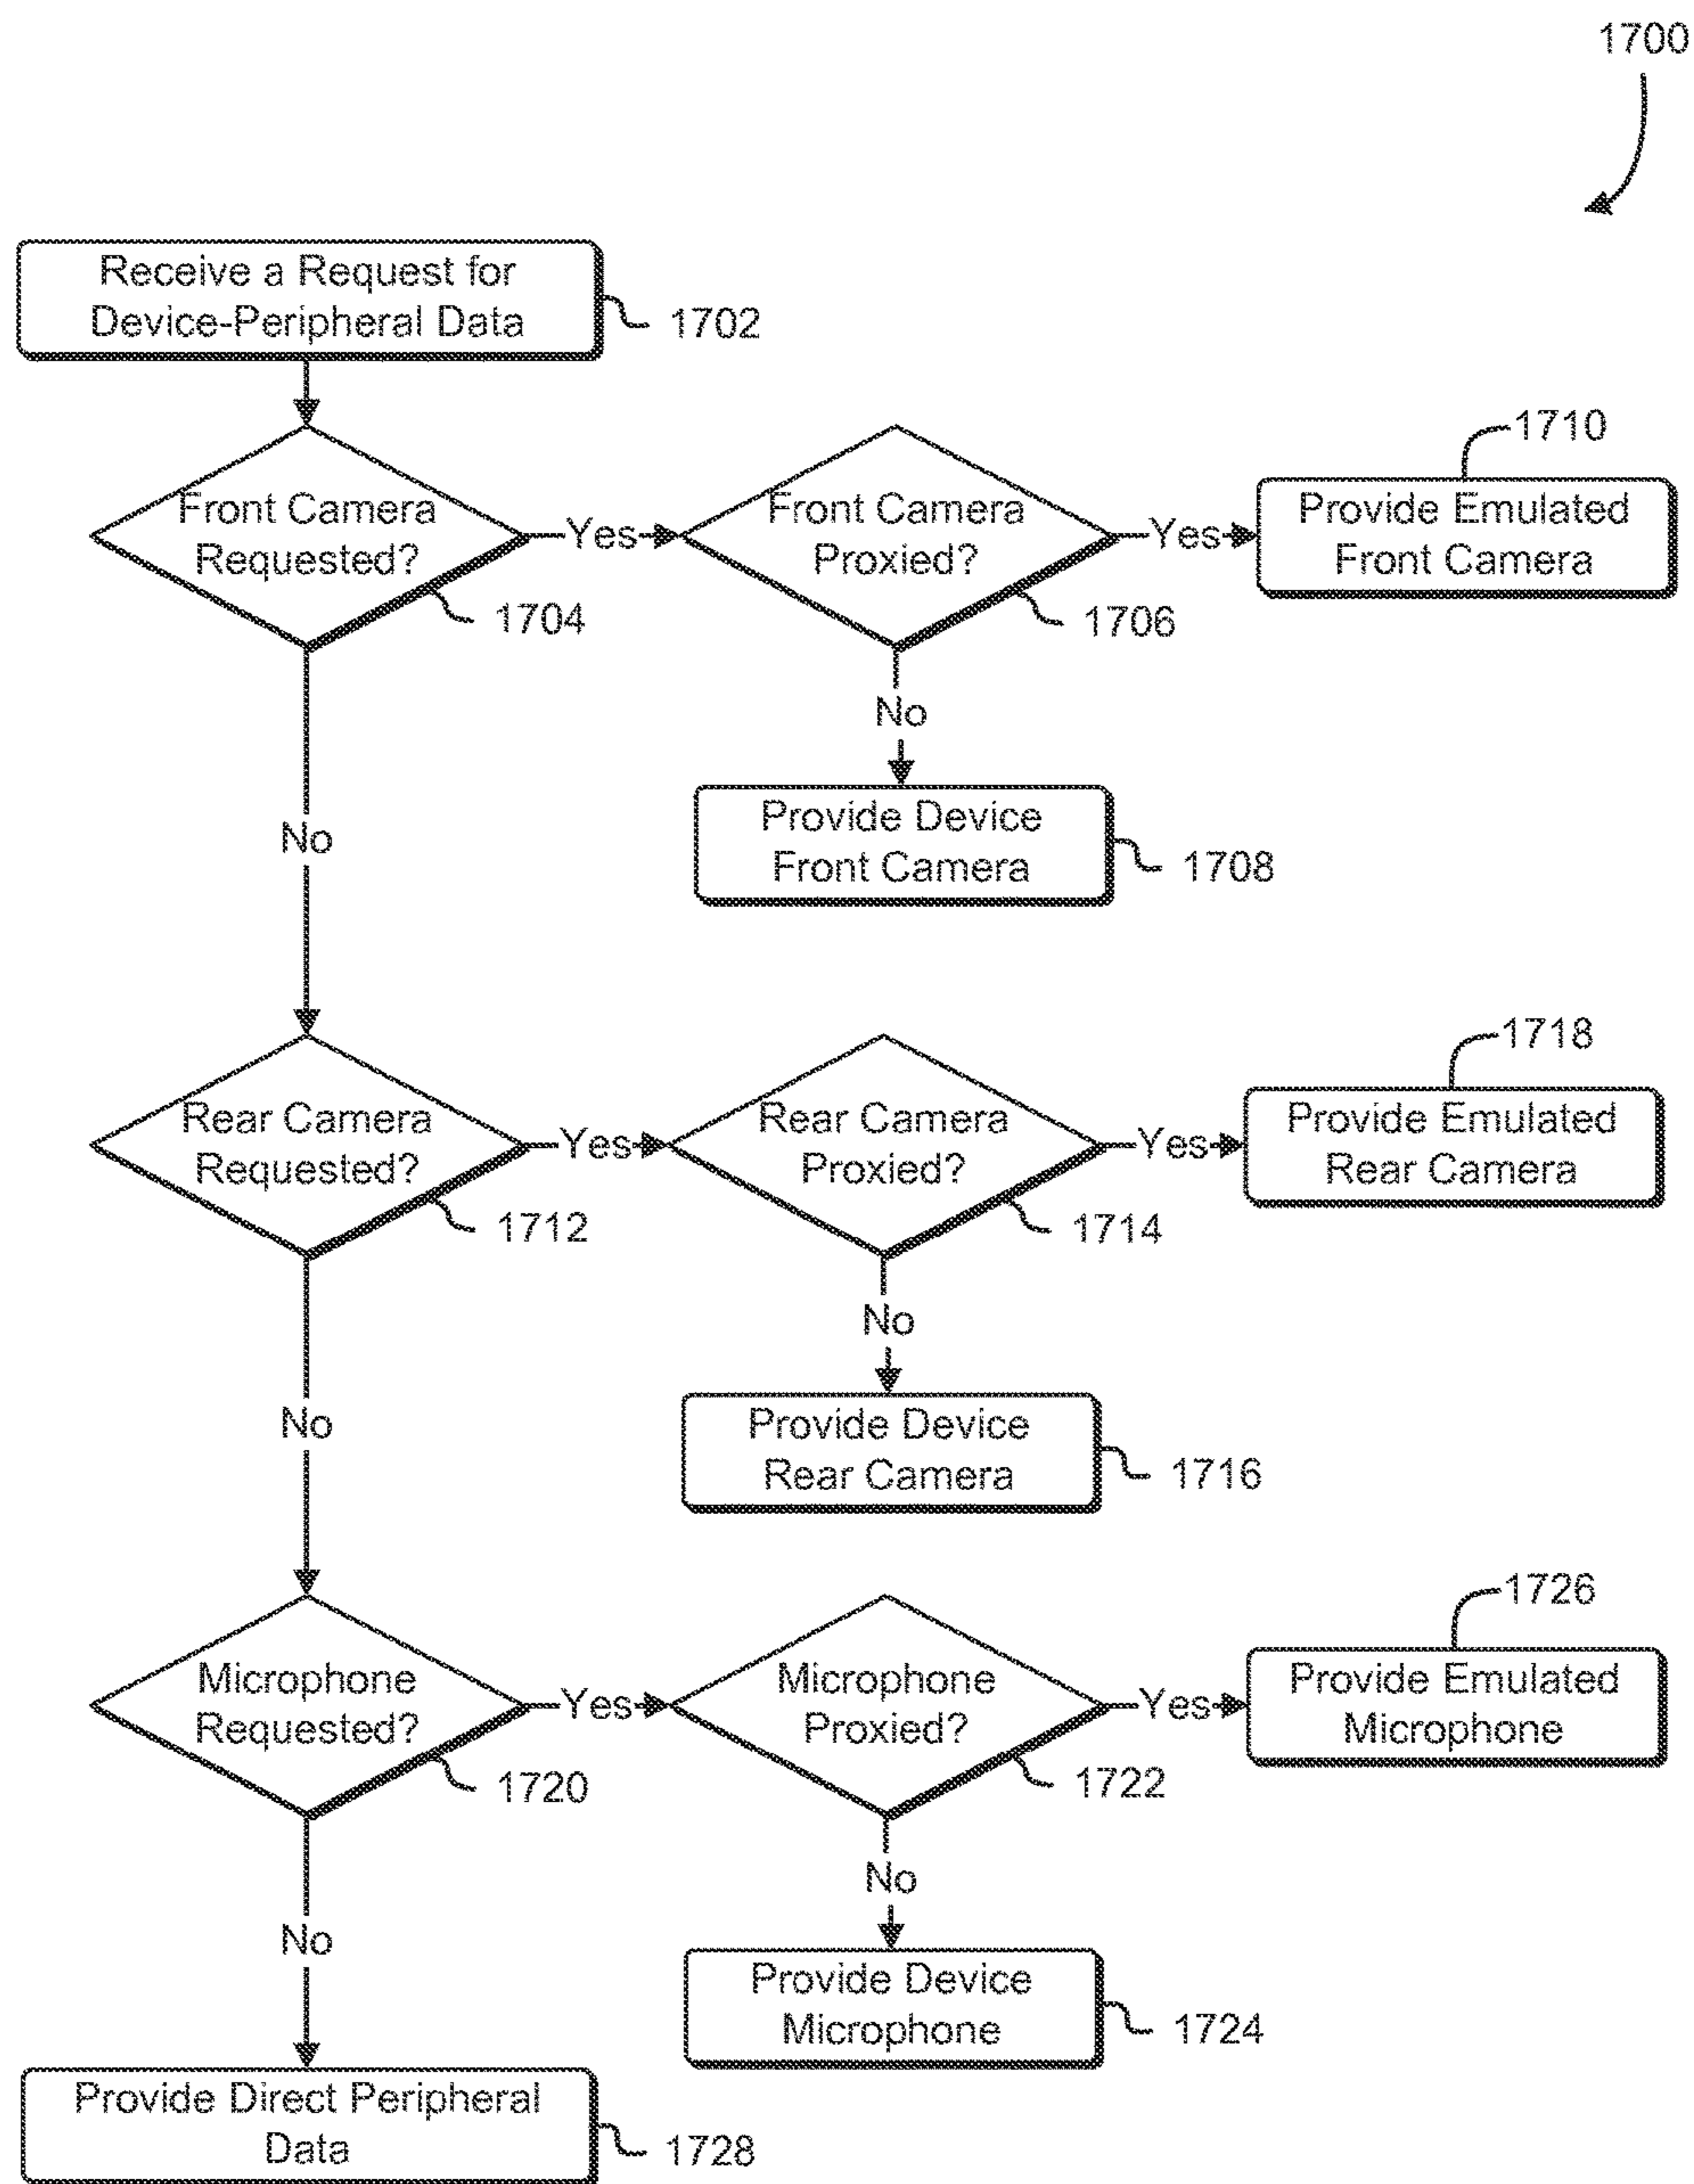 1700
Receive a Request for
Device-Peripheral Data
1702
Front Camera
Requested?
1704
Yes
Front Camera
Proxied?
1706
Yes
1710
Provide Emulated
Front Camera
No
Provide Device
Front Camera
1708
No
Rear Camera
Requested?
1712
Yes
Rear Camera
Proxied?
1714
Yes
1718
Provide Emulated
Rear Camera
No
Provide Device
Rear Camera
1716
No
Microphone
Requested?
1720
Yes
Microphone
Proxied?
1722
Yes
1726
Provide Emulated
Microphone
No
Provide Device
Microphone
1724
No
Provide Direct Peripheral
Data
1728